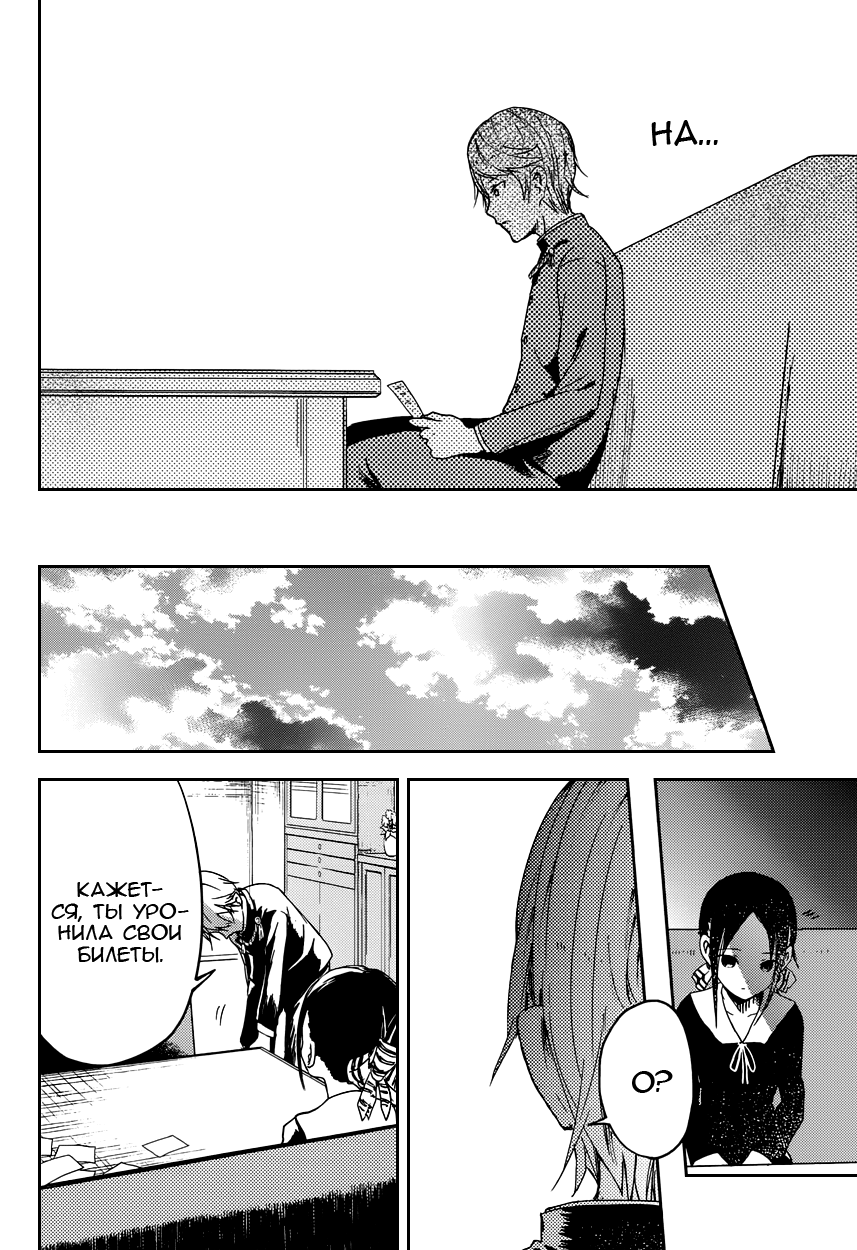 НА...
О?
КАЖЕТ-
СЯ, ТЫ УРО-
НИЛА СВОИ
БИЛЕТЫ.